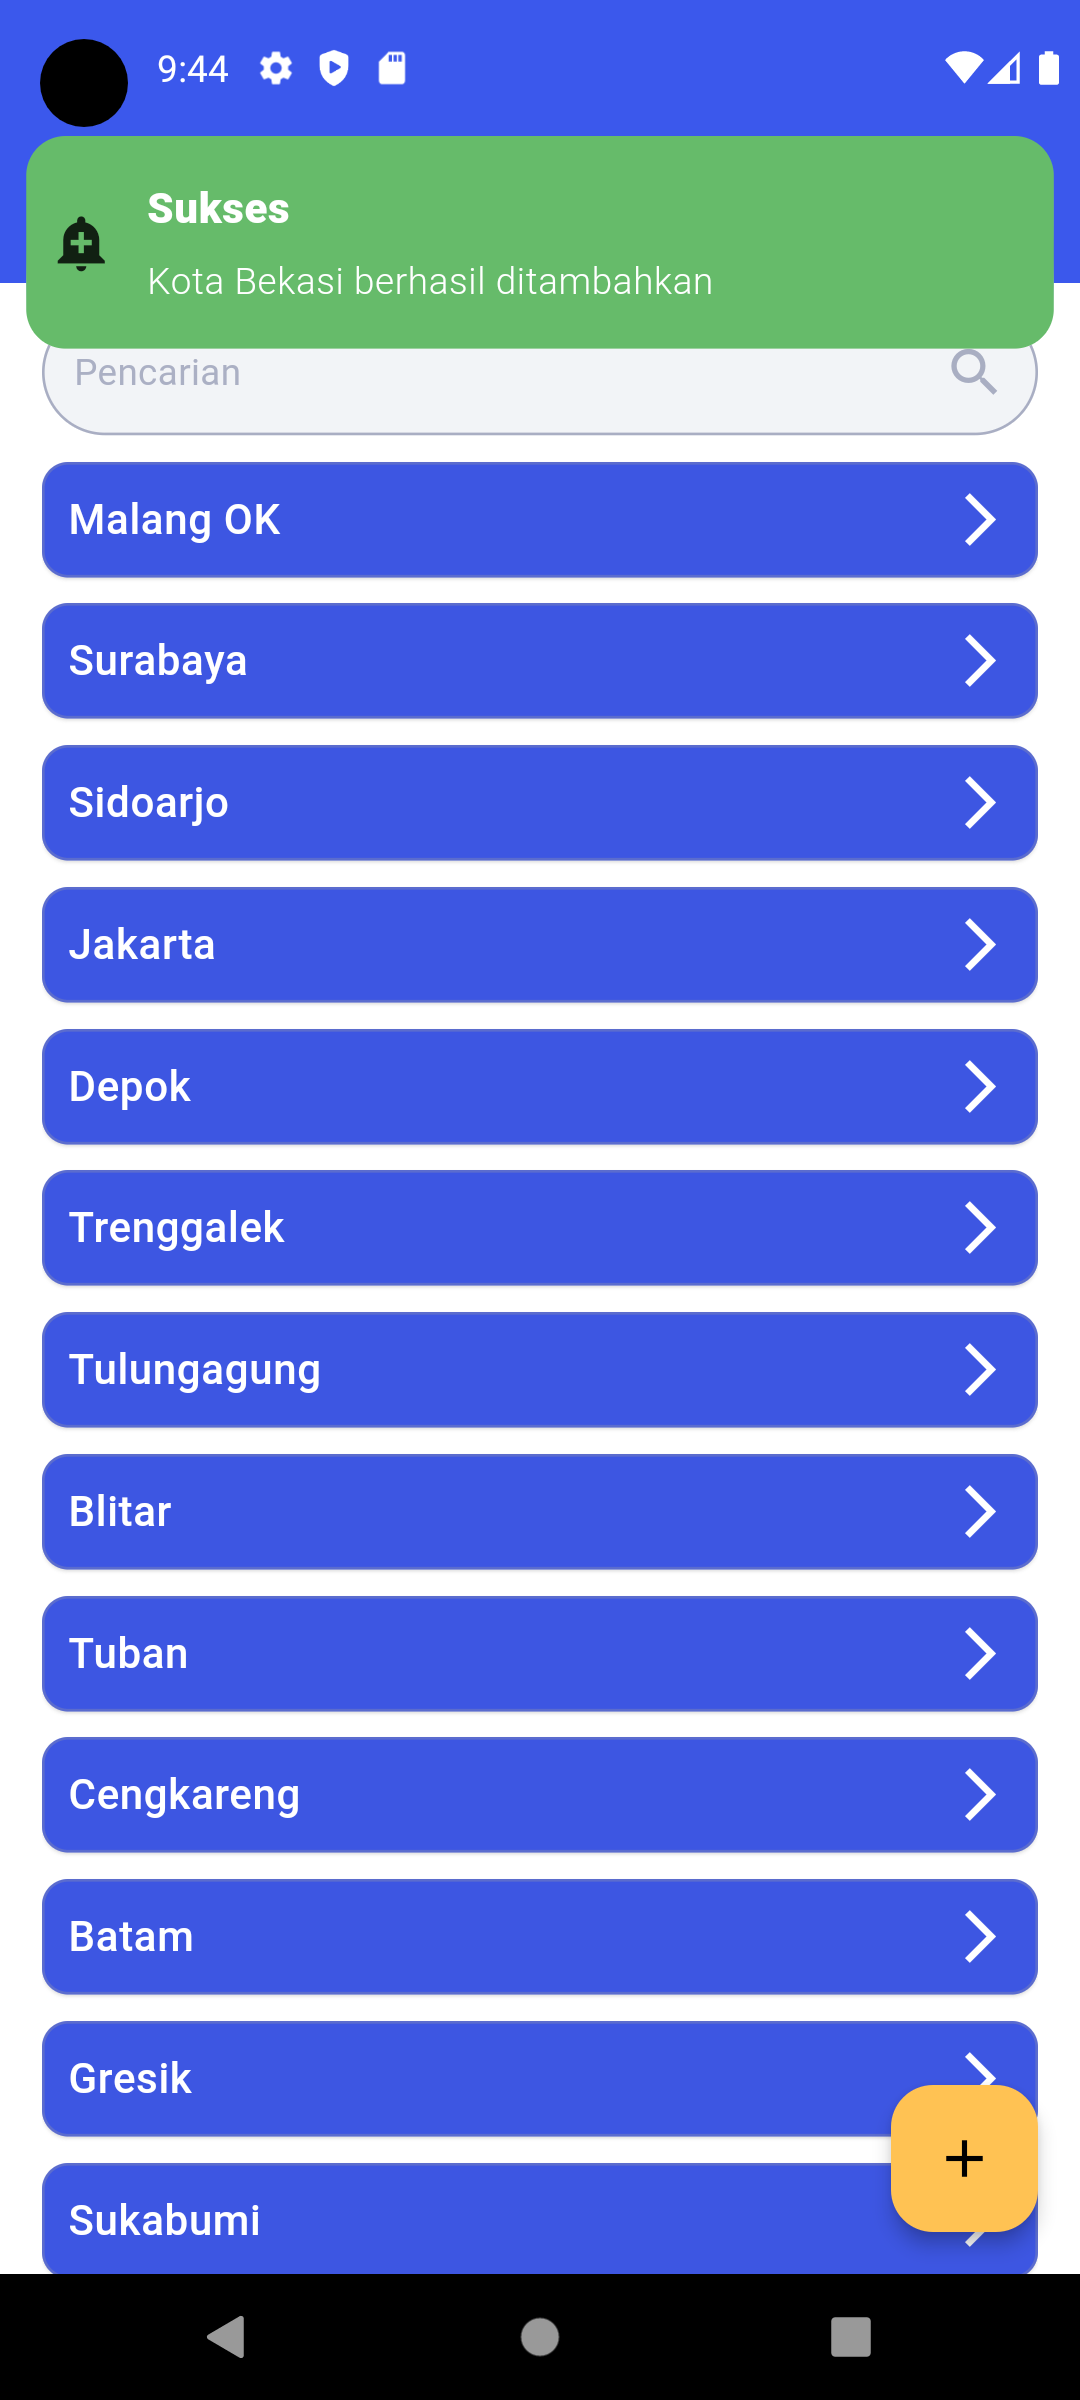 9:44
Sukses
Kota Bekasi berhasil ditambahkan
Pencarian
Malang OK
Surabaya
Sidoarjo
Jakarta
Depok
Trenggalek
Tulungagung
Blitar
Tuban
Cengkareng
Batam
Gresik
Sukabumi